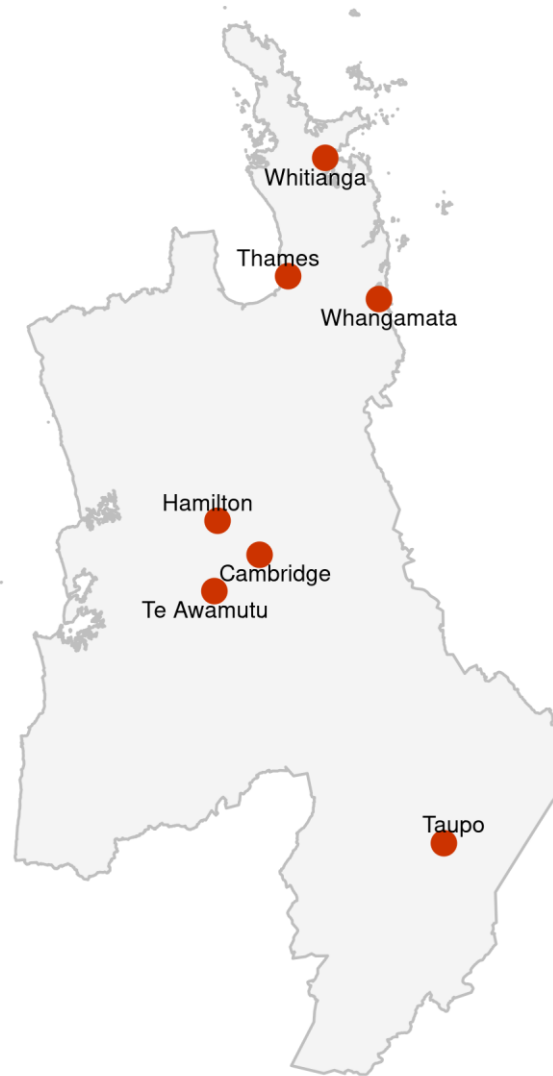 Whitianga
Thames
Whangamata
Hamilton
Cambridge
Te Awamutu
Taupo